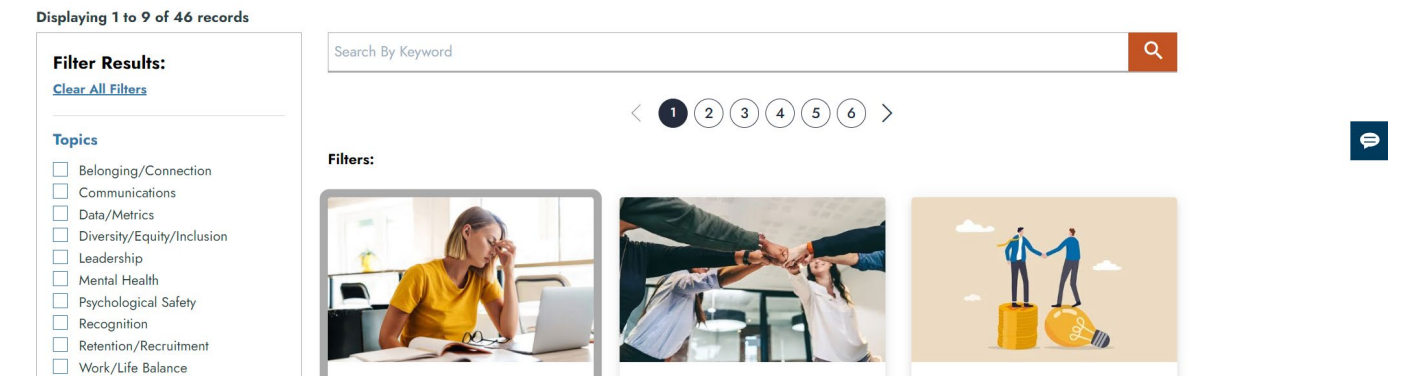 Displaying 1 to 9 of 46 records
Filter Results:
Clear All Filters
Topics
Belonging/Connection
Communications
Data/Metrics
Diversity/Equity/Inclusion
Leadership
Mental Health
Psychological Safety
Recognition
Retention/Recruitment
Work/Life Balance
Search By Keyword
1 2 3 4 5 6
Filters: